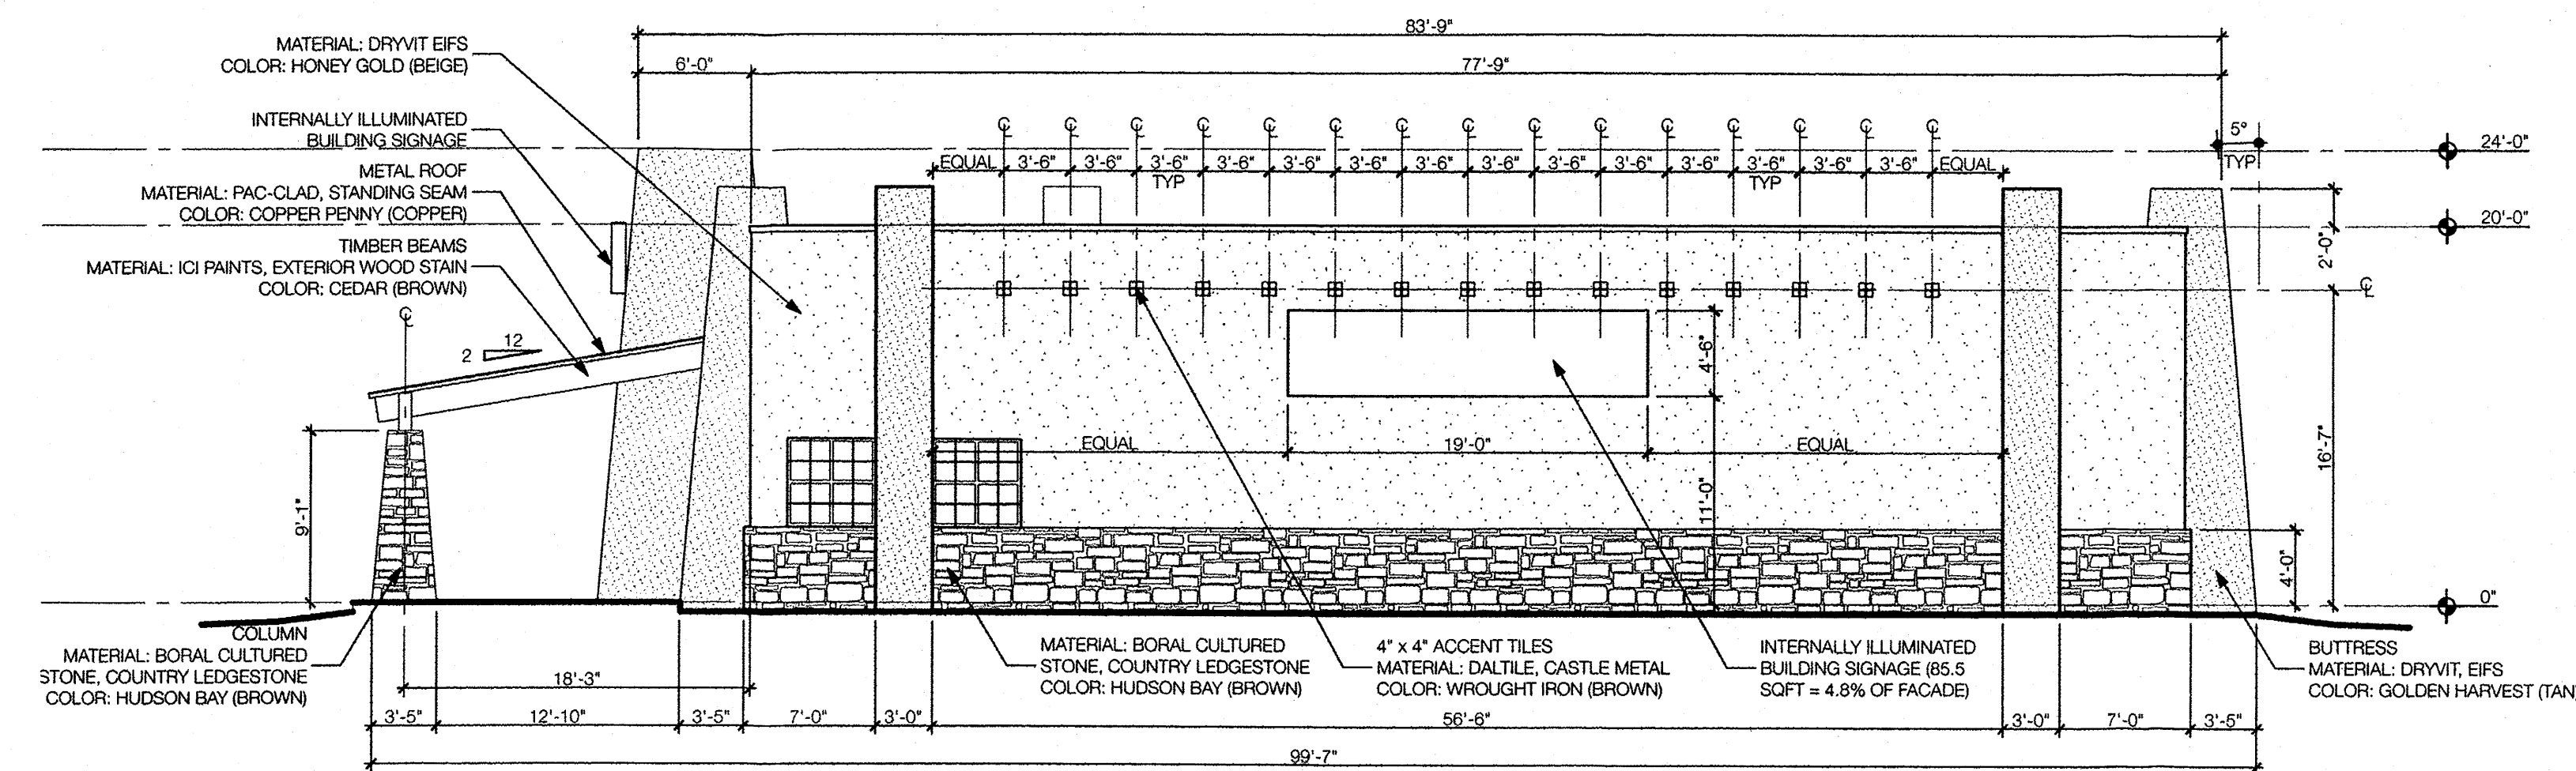 83'-9"
6'-0"
77'-9"
MATERIAL: DRYVIT EIFS
COLOR: HONEY GOLD (BEIGE)
INTERNALLY ILLUMINATED
BUILDING SIGNAGE
METAL ROOF
MATERIAL: PAC-CLAD, STANDING SEAM
COLOR: COPPER PENNY (COPPER)
TIMBER BEAMS
MATERIAL: ICI PAINTS, EXTERIOR WOOD STAIN
COLOR: CEDAR (BROWN)
EQUAL 3'-6" 3'-6" 3'-6" 3'-6" 3'-6" 3'-6" 3'-6" 3'-6" 3'-6" 3'-6" 3'-6" 3'-6" 3'-6" 3'-6" EQUAL
TYP
TYP
5°
TYP
24'-0"
20'-0"
2'-0"
16'-7"
4'-0"
0"
12
2
9'-1"
4'-6"
11'-0"
EQUAL
19'-0"
EQUAL
COLUMN
MATERIAL: BORAL CULTURED
STONE, COUNTRY LEDGESTONE
COLOR: HUDSON BAY (BROWN)
18'-3"
MATERIAL: BORAL CULTURED
STONE, COUNTRY LEDGESTONE
COLOR: HUDSON BAY (BROWN)
4" x 4" ACCENT TILES
MATERIAL: DALTILE, CASTLE METAL
COLOR: WROUGHT IRON (BROWN)
INTERNALLY ILLUMINATED
BUILDING SIGNAGE (85.5
SQFT = 4.8% OF FACADE)
BUTTRESS
MATERIAL: DRYVIT, EIFS
COLOR: GOLDEN HARVEST (TAN
3'-5" 12'-10" 3'-5" 7'-0" 3'-0" 56'-6" 3'-0" 7'-0" 3'-5"
99'-7"